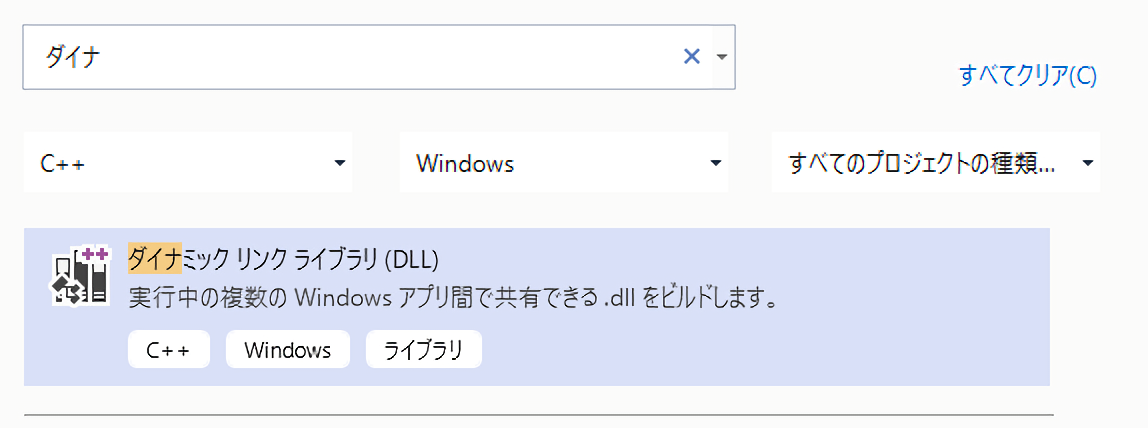 ダイナ
すべてクリア(C)
C++
Windows
すべてのプロジェクトの種類...
ダイナミック リンク ライブラリ (DLL)
実行中の複数の Windows アプリ間で共有できる .dll をビルドします。
C++
Windows
ライブラリ